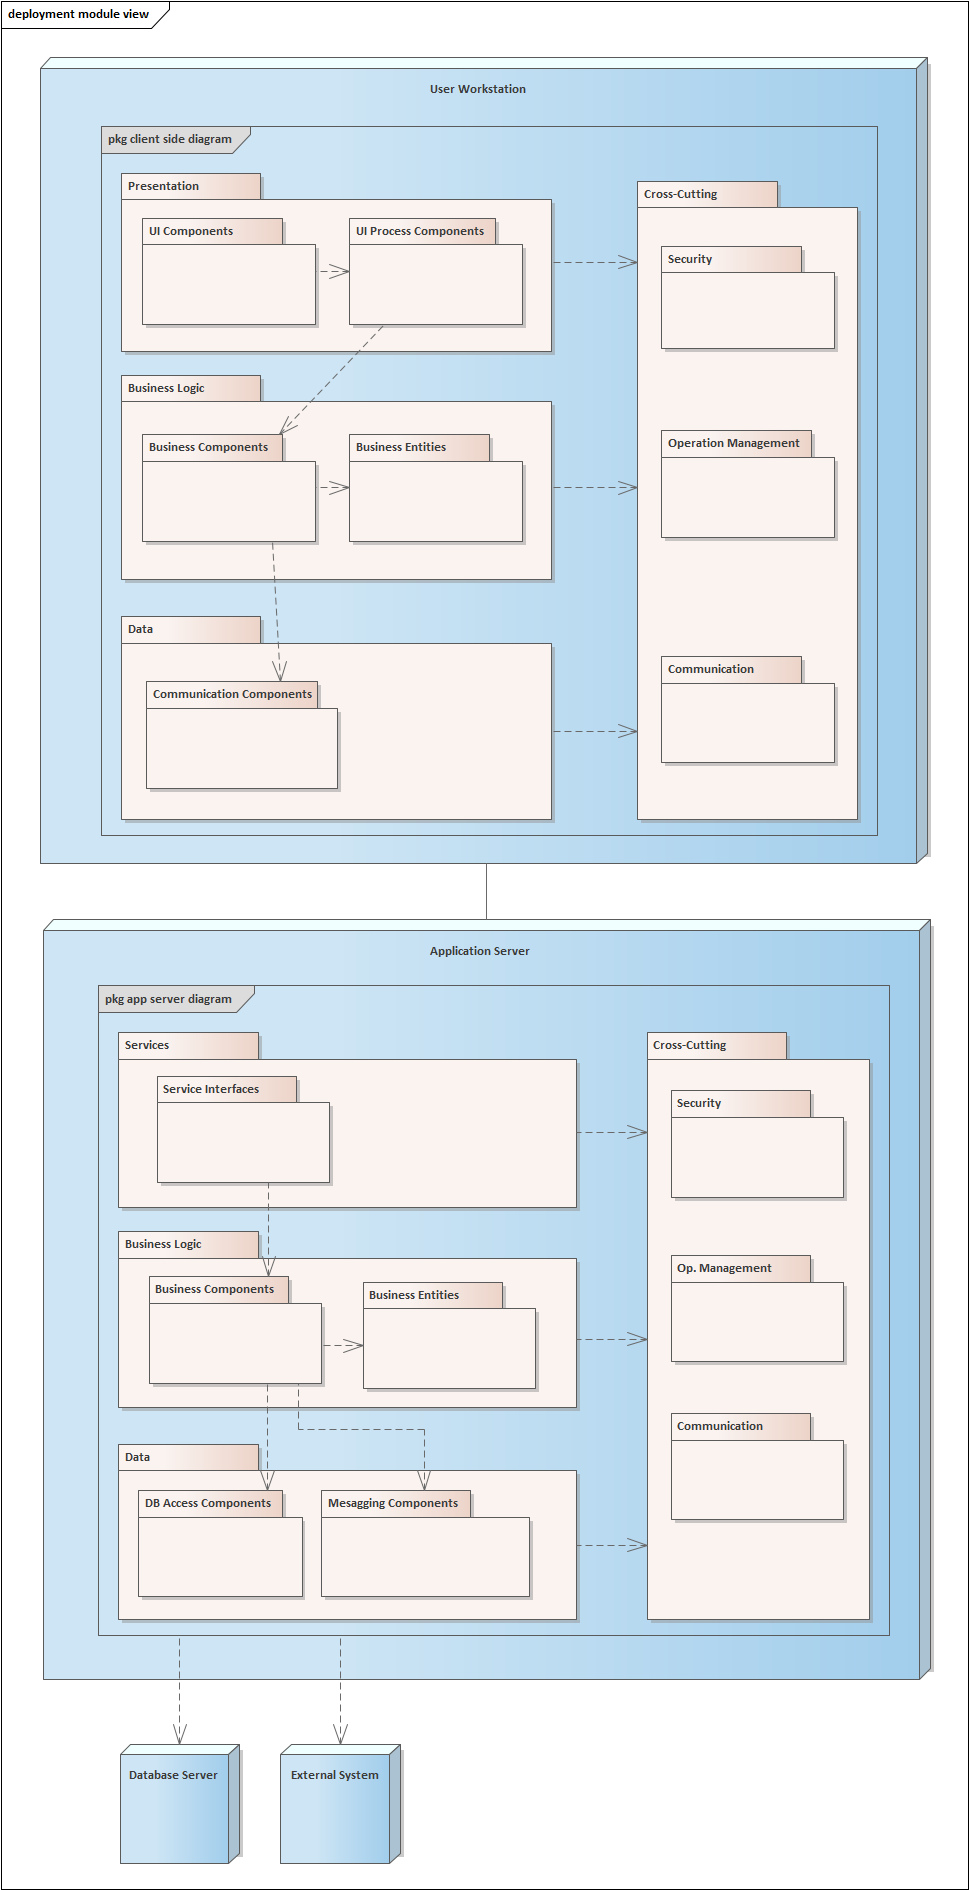 deployment module view
User Workstation
pkg client side diagram
Presentation
Cross-Cutting
UI Components
UI Process Components
Security
Business Logic
Business Components
Business Entities
Operation Management
Data
Communication Components
Communication
Application Server
pkg app server diagram
Services
Cross-Cutting
Service Interfaces
Security
Business Logic
Business Components
Business Entities
Op. Management
Data
Communication
DB Access Components
Mesagging Components
Database Server
External System